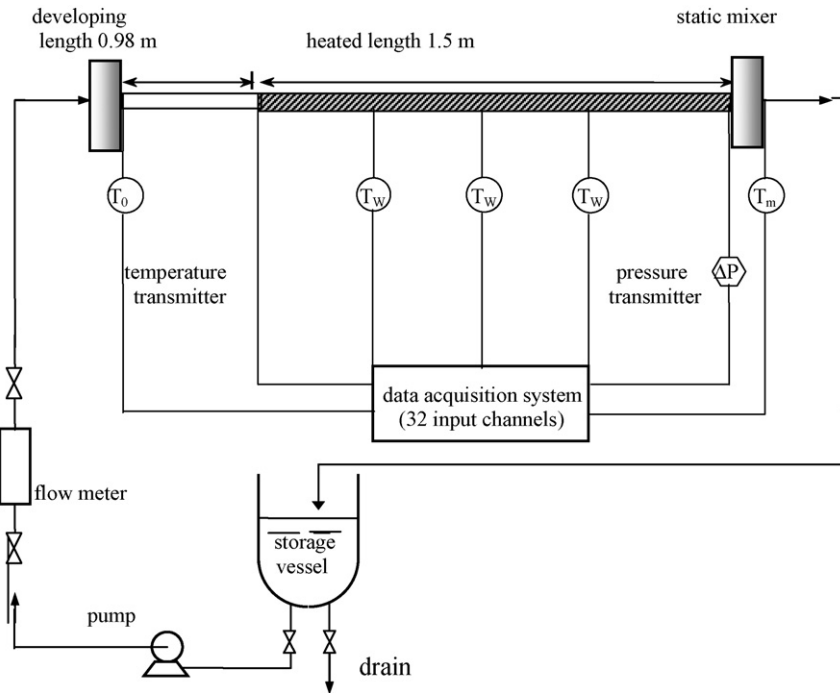 developing
length 0.98 m
heated length 1.5 m
static mixer
T0
TW
TW
TW
Tm
temperature
transmitter
pressure
transmitter
ΔP
data acquisition system
(32 input channels)
flow meter
storage
vessel
pump
drain